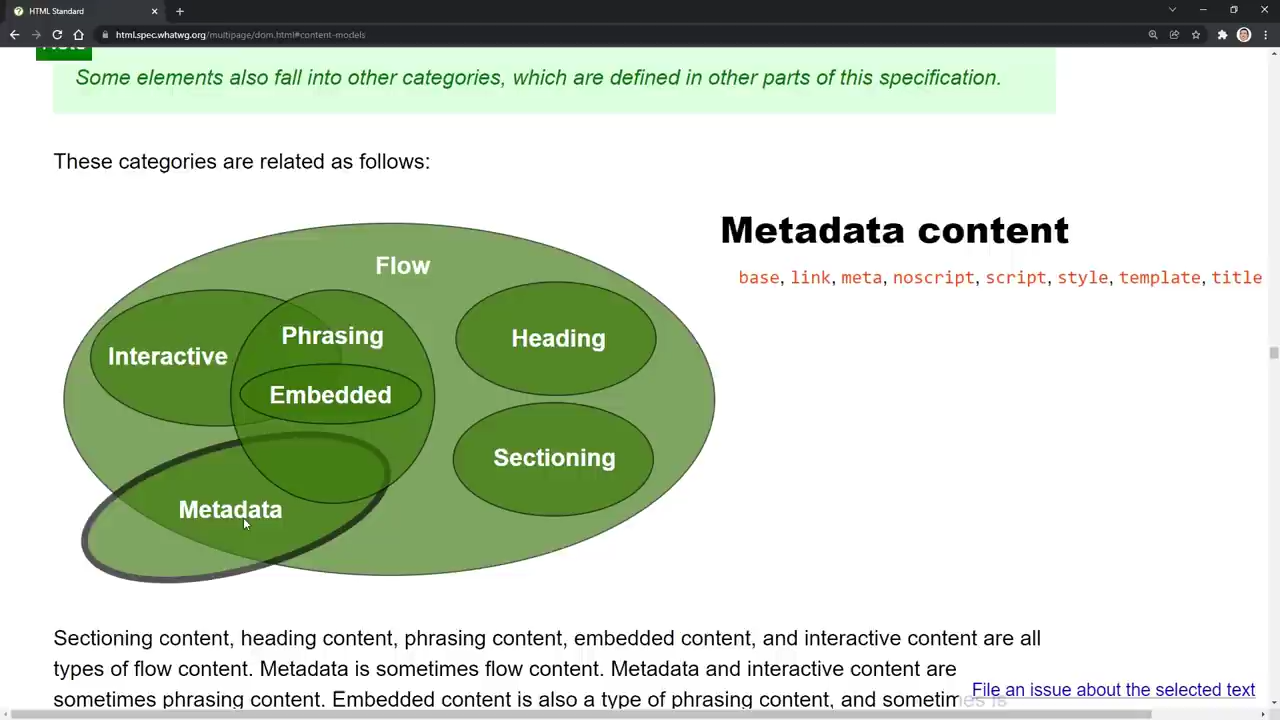 HTML Standard
html.spec.whatwg.org/multipage/dom.html#content-models
Note
Some elements also fall into other categories, which are defined in other parts of this specification.
These categories are related as follows:
Metadata content
base, link, meta, noscript, script, style, template, title
Flow
Phrasing
Heading
Interactive
Embedded
Sectioning
Metadata
Sectioning content, heading content, phrasing content, embedded content, and interactive content are all
types of flow content. Metadata is sometimes flow content. Metadata and interactive content are
sometimes phrasing content. Embedded content is also a type of phrasing content, and sometimes is
File an issue about the selected text